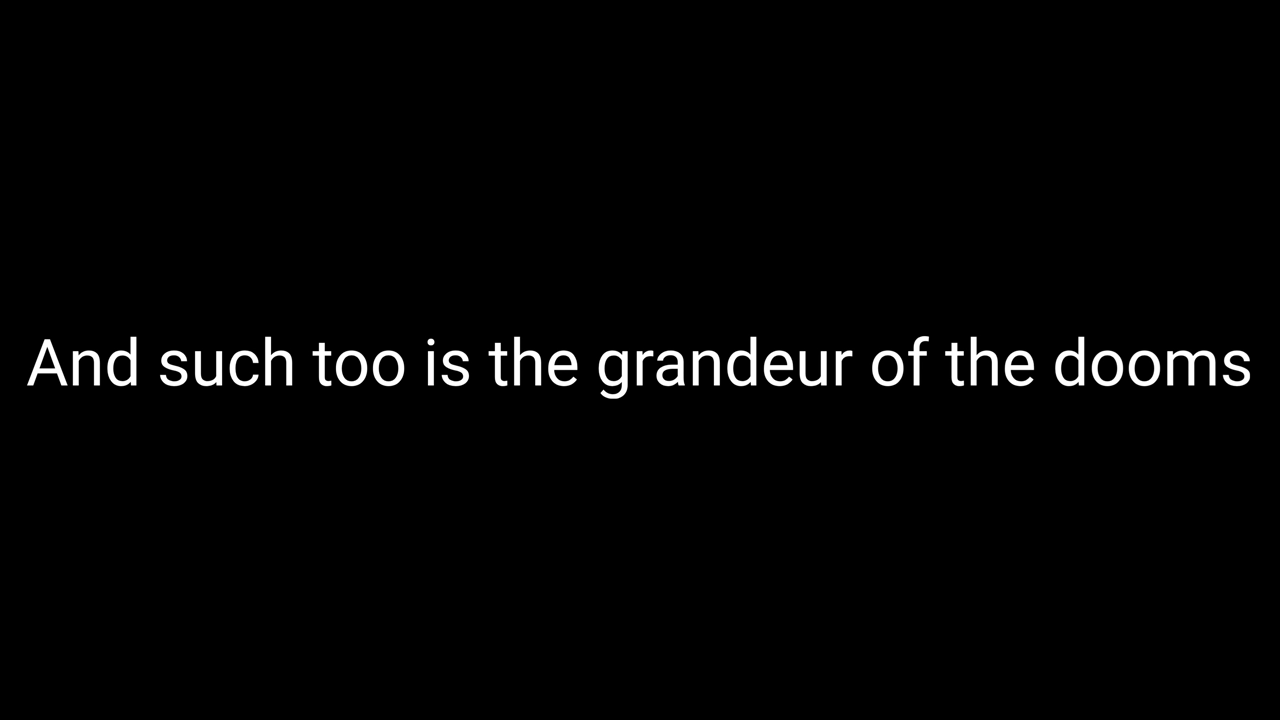 And such too is the grandeur of the dooms